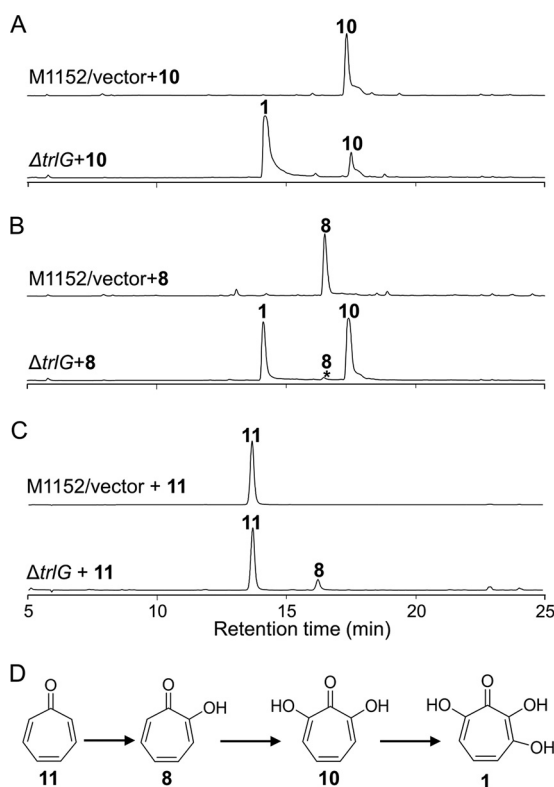 A
10
M1152/vector+10
1
10
ΔtrlG+10
B
8
M1152/vector+8
1
10
8
*
ΔtrlG+8
C
11
M1152/vector + 11
11
8
ΔtrlG + 11
5 10 15 20 25
Retention time (min)
D
O
11
O
OH
8
O
HO
OH
10
O
HO
OH
OH
1